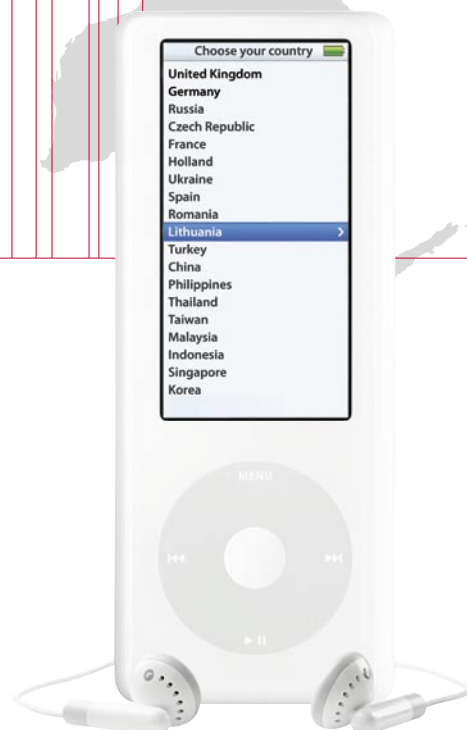 Choose your country
United Kingdom
Germany
Russia
Czech Republic
France
Holland
Ukraine
Spain
Romania
Lithuania
Turkey
China
Philippines
Thailand
Taiwan
Malaysia
Indonesia
Singapore
Korea
MENU